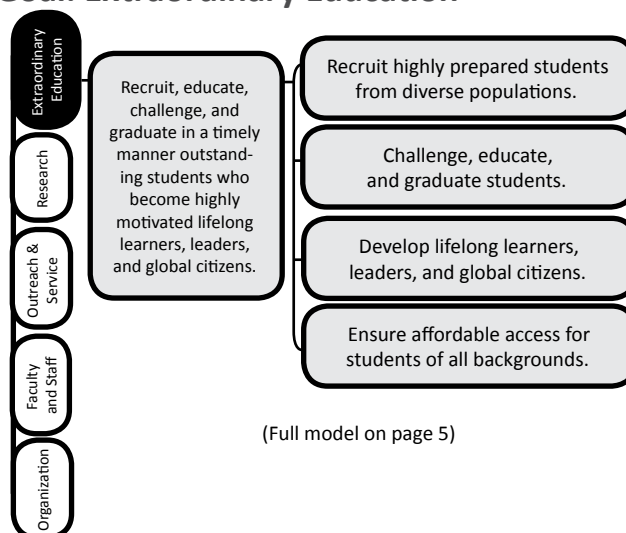 Goal: Extraordinary Education
Extraordinary
Education
Research
Outreach &
Service
Faculty
and Staff
Organization
Recruit, educate,
challenge, and
graduate in a timely
manner outstand-
ing students who
become highly
motivated lifelong
learners, leaders,
and global citizens.
Recruit highly prepared students
from diverse populations.
Challenge, educate,
and graduate students.
Develop lifelong learners,
leaders, and global citizens.
Ensure affordable access for
students of all backgrounds.
(Full model on page 5)